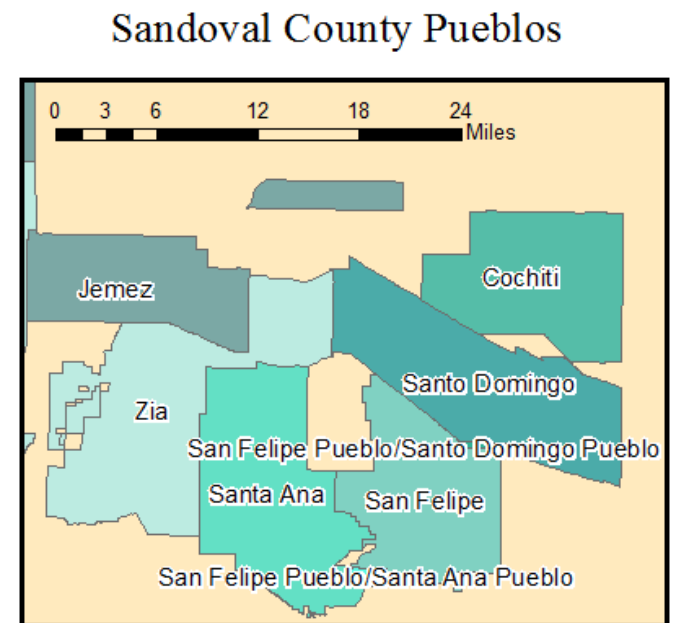 Sandoval County Pueblos
0 3 6 12 18 24
Miles
Cochiti
Jemez
Santo Domingo
Zia
San Felipe Pueblo/Santo Domingo Pueblo
Santa Ana
San Felipe
San Felipe Pueblo/Santa Ana Pueblo